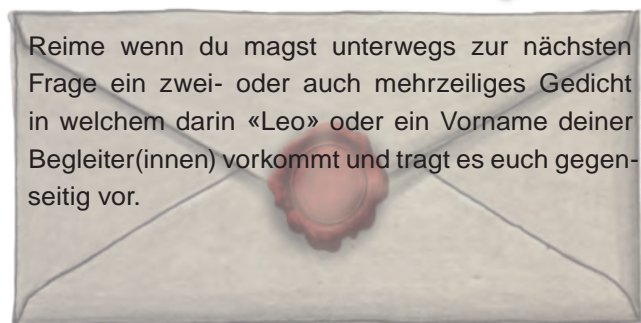 Reime wenn du magst unterwegs zur nächsten
Frage ein zwei- oder auch mehrzeiliges Gedicht
in welchem darin «Leo» oder ein Vorname deiner
Begleiter(innen) vorkommt und tragt es euch gegen-
seitig vor.